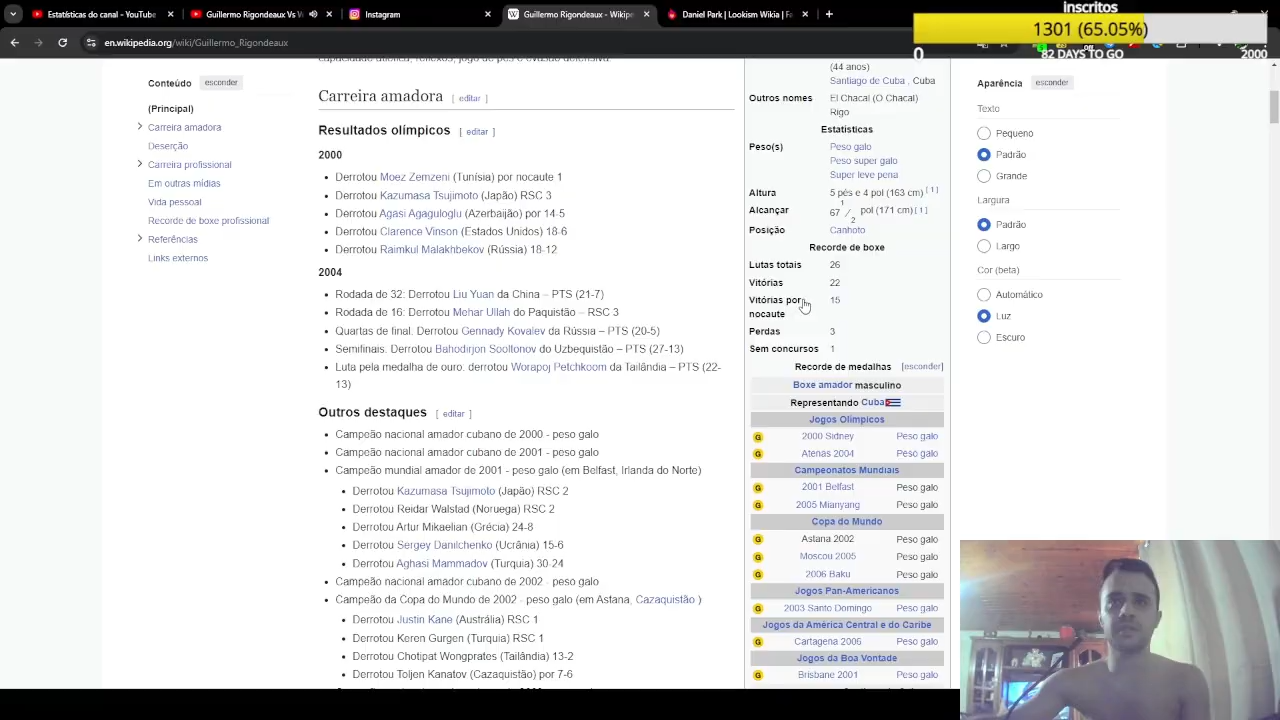 Estatísticas do canal - YouTube
Guillermo Rigondeaux Vs V
Instagram
Guillermo Rigondeaux - Wikipe
Daniel Park | Lookism Wikia | Fa
inscritos
1301 (65.05%)
0
82 DAYS TO GO
2000
en.wikipedia.org/wiki/Guillermo_Rigondeaux
Conteúdo
esconder
(Principal)
Carreira amadora
Deserção
Carreira profissional
Em outras mídias
Vida pessoal
Recorde de boxe profissional
Referências
Links externos
Carreira amadora [ editar ]
Resultados olímpicos [ editar ]
2000
Derrotou Moez Zemzeni (Tunísia) por nocaute 1
Derrotou Kazumasa Tsujimoto (Japão) RSC 3
Derrotou Agasi Agaguloglu (Azerbaijão) por 14-5
Derrotou Clarence Vinson (Estados Unidos) 18-6
Derrotou Raimkul Malakhbekov (Rússia) 18-12
2004
Rodada de 32: Derrotou Liu Yuan da China – PTS (21-7)
Rodada de 16: Derrotou Mehar Ullah do Paquistão – RSC 3
Quartas de final. Derrotou Gennady Kovalev da Rússia – PTS (20-5)
Semifinais. Derrotou Bahodirjon Sooltonov do Uzbequistão – PTS (27-13)
Luta pela medalha de ouro: derrotou Worapoj Petchkoom da Tailândia – PTS (22-
13)
Outros destaques [ editar ]
Campeão nacional amador cubano de 2000 - peso galo
Campeão nacional amador cubano de 2001 - peso galo
Campeão mundial amador de 2001 - peso galo (em Belfast, Irlanda do Norte)
Derrotou Kazumasa Tsujimoto (Japão) RSC 2
Derrotou Reidar Walstad (Noruega) RSC 2
Derrotou Artur Mikaelian (Grécia) 24-8
Derrotou Sergey Danilchenko (Ucrânia) 15-6
Derrotou Aghasi Mammadov (Turquia) 30-24
Campeão nacional amador cubano de 2002 - peso galo
Campeão da Copa do Mundo de 2002 - peso galo (em Astana, Cazaquistão )
Derrotou Justin Kane (Austrália) RSC 1
Derrotou Keren Gurgen (Turquia) RSC 1
Derrotou Chotipat Wongprates (Tailândia) 13-2
Derrotou Toljen Kanatov (Cazaquistão) por 7-6
(44 anos)
Santiago de Cuba , Cuba
Outros nomes El Chacal (O Chacal)
Rigo
Estatísticas
Peso(s) Peso galo
Peso super galo
Super leve pena
Altura 5 pés e 4 pol (163 cm) [ 1 ]
Alcançar 67 1/2 pol (171 cm) [ 1 ]
Posição Canhoto
Recorde de boxe
Lutas totais 26
Vitórias 22
Vitórias por 15
nocaute
Perdas 3
Sem concursos 1
Recorde de medalhas [esconder]
Boxe amador masculino
Representando Cuba
Jogos Olímpicos
G 2000 Sidney Peso galo
G Atenas 2004 Peso galo
Campeonatos Mundiais
G 2001 Belfast Peso galo
G 2005 Mianyang Peso galo
Copa do Mundo
G Astana 2002 Peso galo
G Moscou 2005 Peso galo
G 2006 Baku Peso galo
Jogos Pan-Americanos
G 2003 Santo Domingo Peso galo
Jogos da América Central e do Caribe
G Cartagena 2006 Peso galo
Jogos da Boa Vontade
G Brisbane 2001 Peso galo
Aparência esconder
Texto
Pequeno
Padrão
Grande
Largura
Padrão
Largo
Cor (beta)
Automático
Luz
Escuro